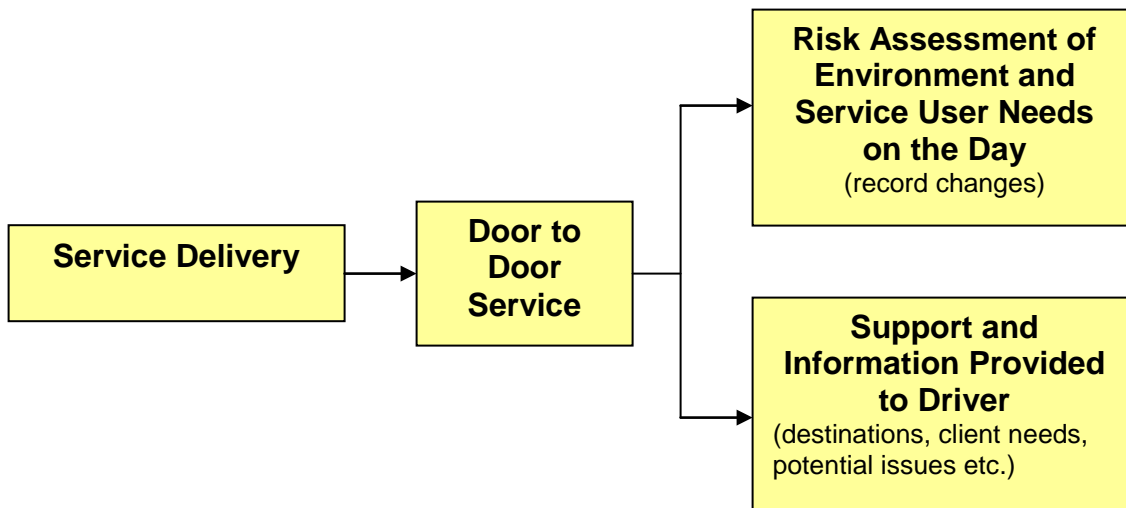 Service Delivery
Door to
Door
Service
Risk Assessment of
Environment and
Service User Needs
on the Day
(record changes)
Support and
Information Provided
to Driver
(destinations, client needs,
potential issues etc.)